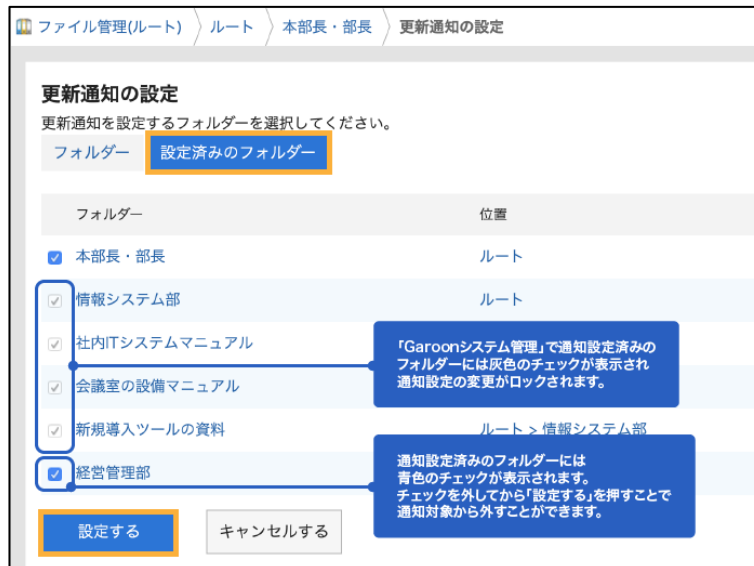 ファイル管理(ルート) 〉 ルート 〉 本部長・部長 〉 更新通知の設定
更新通知の設定
更新通知を設定するフォルダーを選択してください。
フォルダー 設定済みのフォルダー
フォルダー 位置
本部長・部長 ルート
情報システム部 ルート
社内ITシステムマニュアル
会議室の設備マニュアル
「Garoonシステム管理」で通知設定済みの
フォルダーには灰色のチェックが表示され
通知設定の変更がロックされます。
新規導入ツールの資料 ルート > 情報システム部
経営管理部
通知設定済みのフォルダーには
青色のチェックが表示されます。
チェックを外してから「設定する」を押すことで
通知対象から外すことができます。
設定する キャンセルする